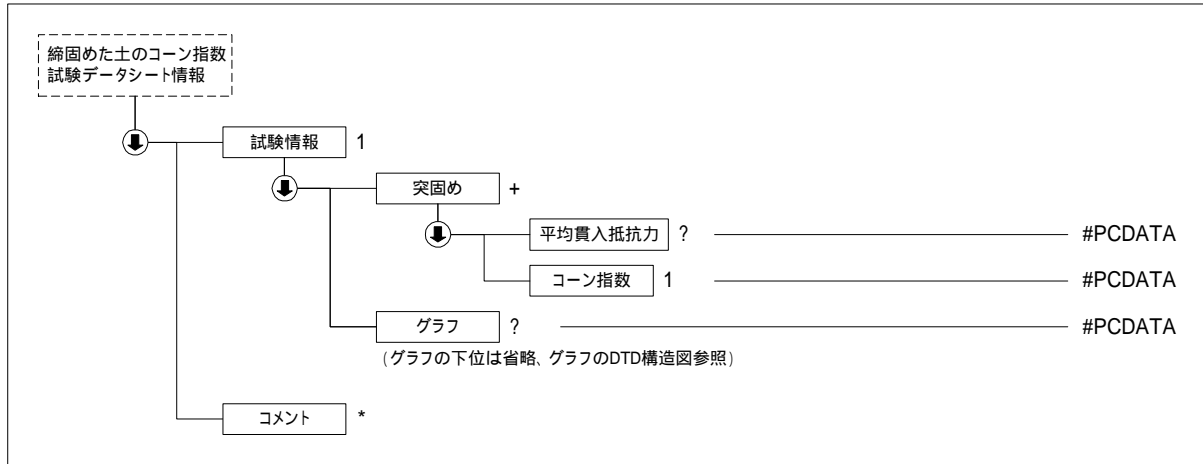 締固めた土のコーン指数
試験データシート情報
試験情報 1
突固め +
平均貫入抵抗力 ? #PCDATA
コーン指数 1 #PCDATA
グラフ ? #PCDATA
(グラフの下位は省略、グラフのDTD構造図参照)
コメント *